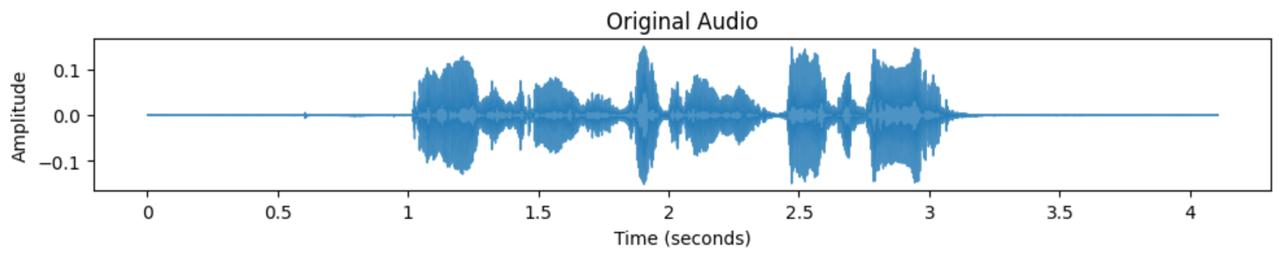 Original Audio
Amplitude
0.1
0.0
−0.1
0 0.5 1 1.5 2 2.5 3 3.5 4
Time (seconds)